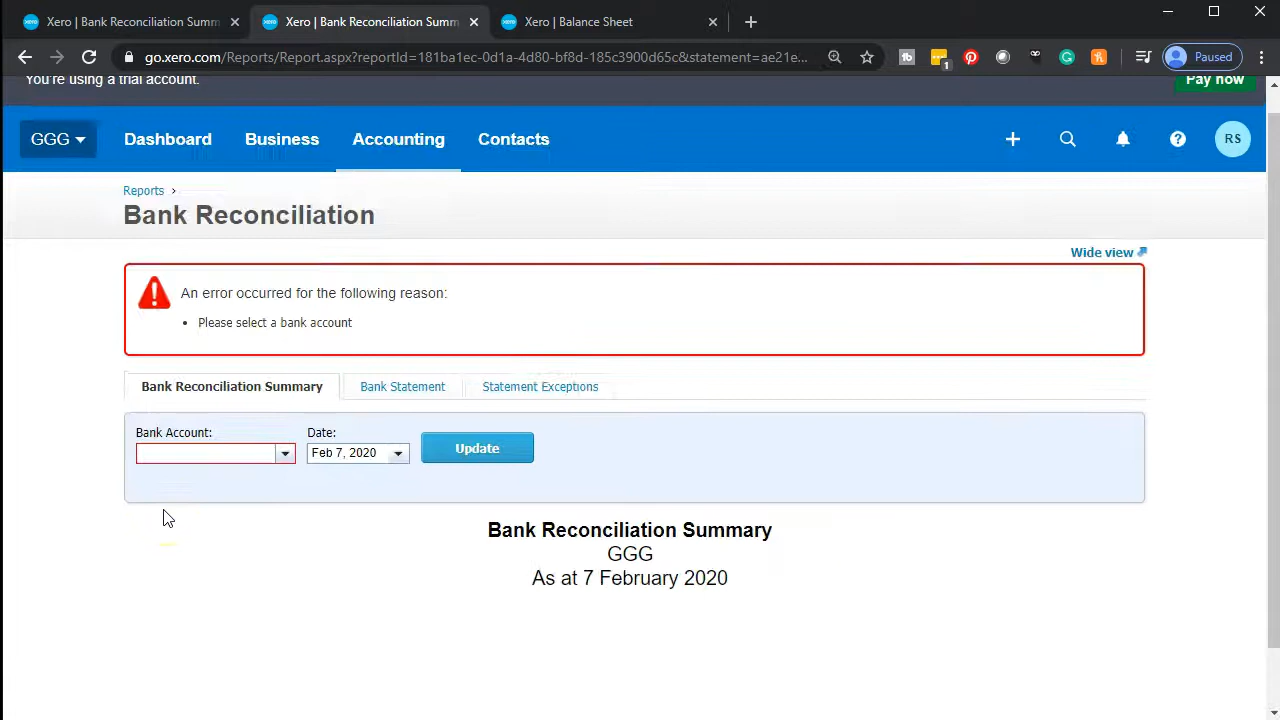 Xero | Bank Reconciliation Summ
Xero | Bank Reconciliation Summ
Xero | Balance Sheet
go.xero.com/Reports/Report.aspx?reportId=181ba1ec-0d1a-4d80-bf8d-185c3900d65c&statement=ae21e...
1
Paused
You're using a trial account.
Pay now
GGG
Dashboard
Business
Accounting
Contacts
RS
Reports ›
Bank Reconciliation
Wide view
An error occurred for the following reason:
• Please select a bank account
Bank Reconciliation Summary
Bank Statement
Statement Exceptions
Bank Account:
Date:
Feb 7, 2020
Update
Bank Reconciliation Summary
GGG
As at 7 February 2020